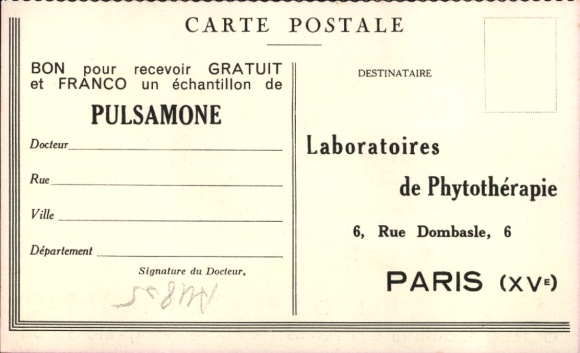 CARTE POSTALE
BON pour recevoir GRATUIT
et FRANCO un échantillon de
PULSAMONE
Docteur
Rue
Ville
Département
Signature du Docteur,
DESTINATAIRE
Laboratoires
de Phytothérapie
6, Rue Dombasle, 6
PARIS (XVᴱ)